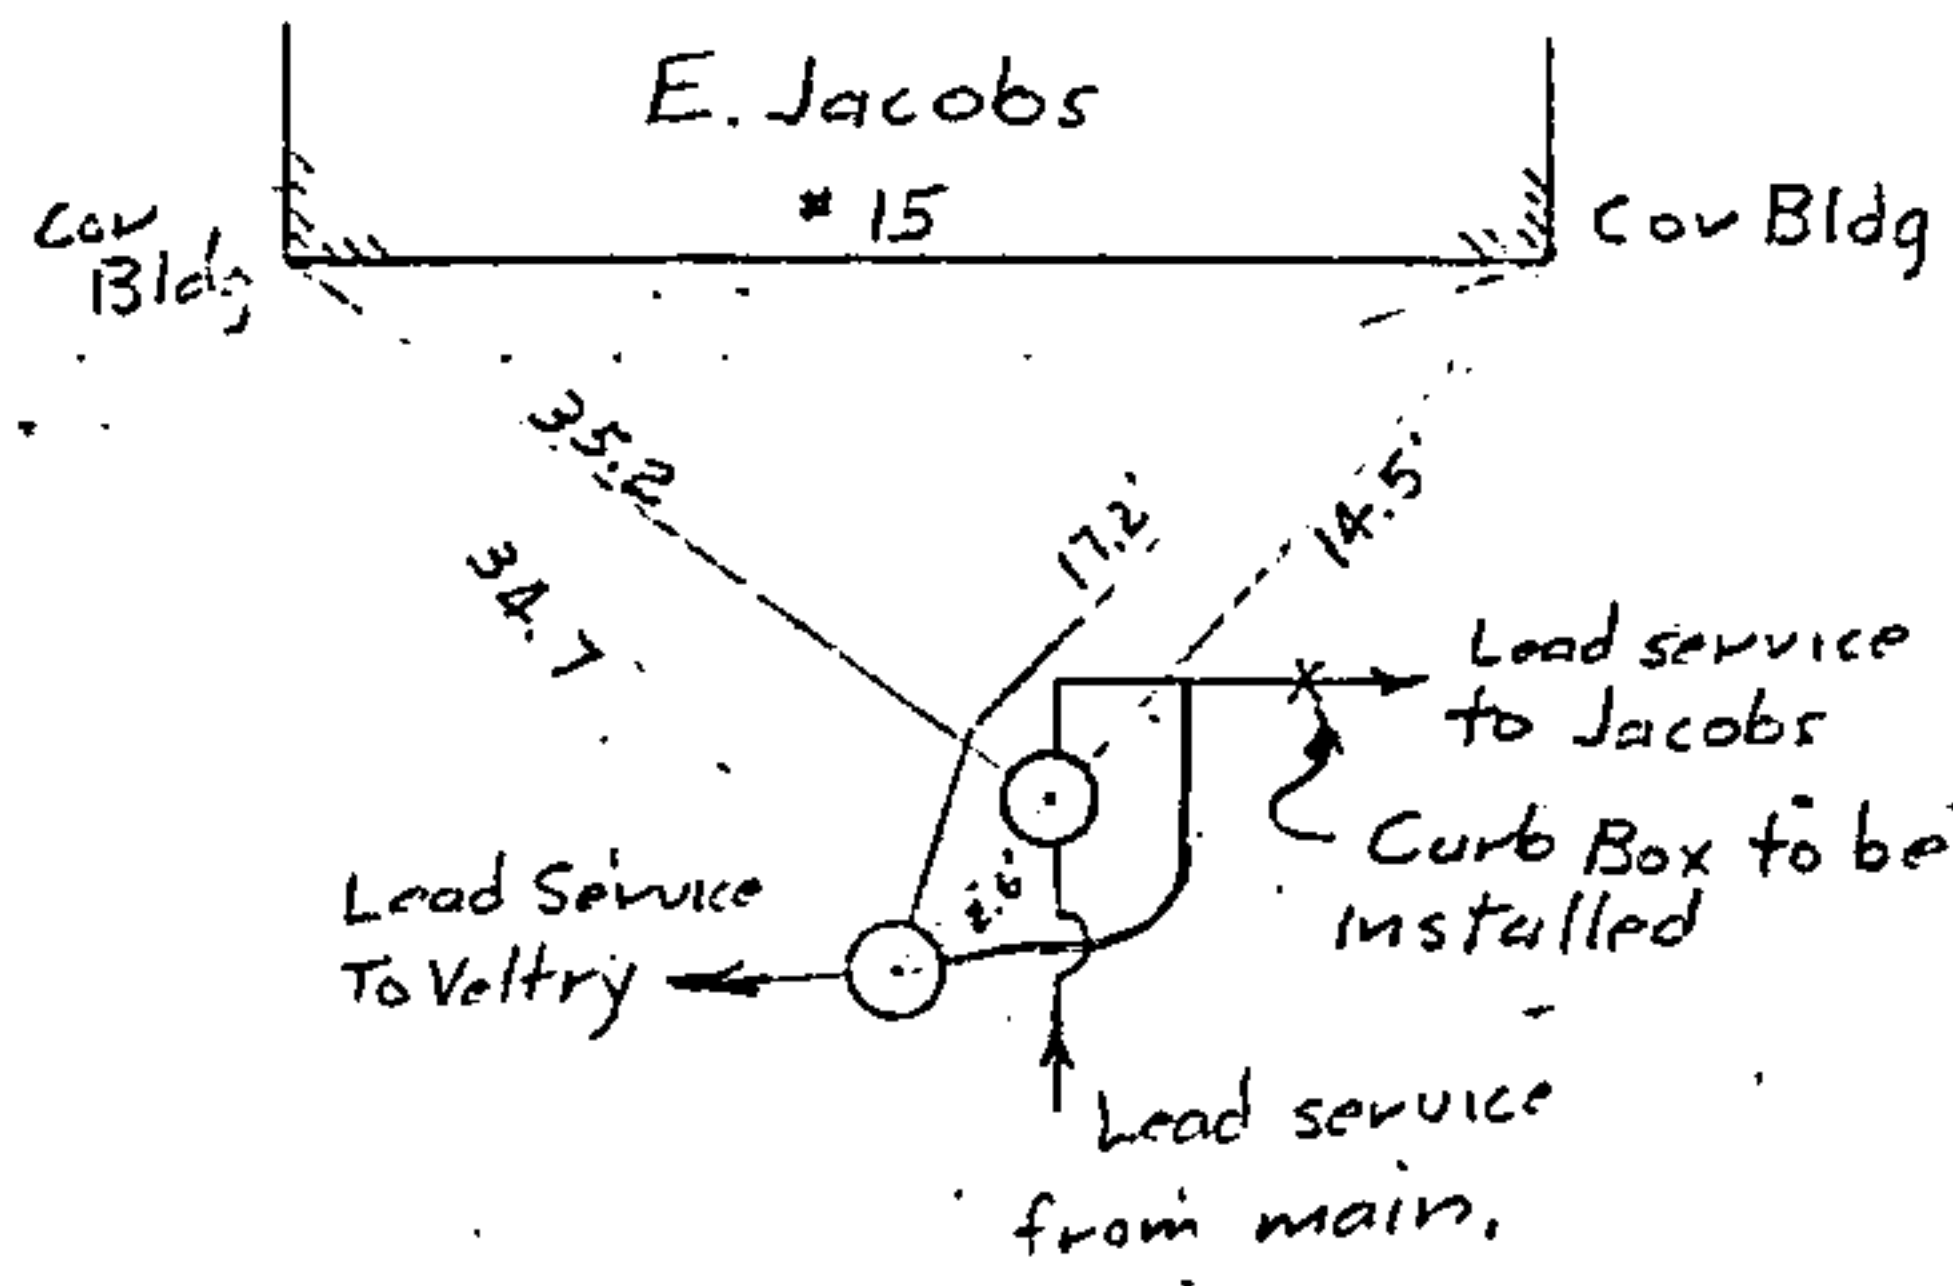 E. Jacobs
# 15
Cor
Bldg
Cor Bldg
35.2
34.7
17.2'
14.5'
2.6'
Lead service
to Jacobs
Curb Box to be
installed
Lead Service
To Veltry
Lead service
from main.